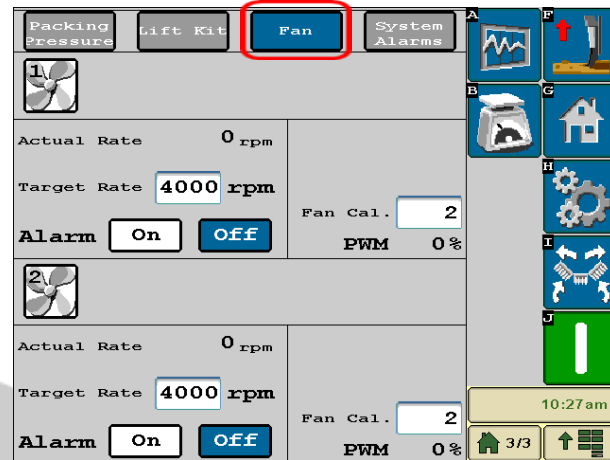 Packing Pressure
Lift Kit
Fan
System Alarms
1
Actual Rate 0 rpm
Target Rate 4000 rpm
Alarm On Off
Fan Cal. 2
PWM 0%
2
Actual Rate 0 rpm
Target Rate 4000 rpm
Alarm On Off
Fan Cal. 2
PWM 0%
A
F
B
G
H
I
J
10:27am
3/3